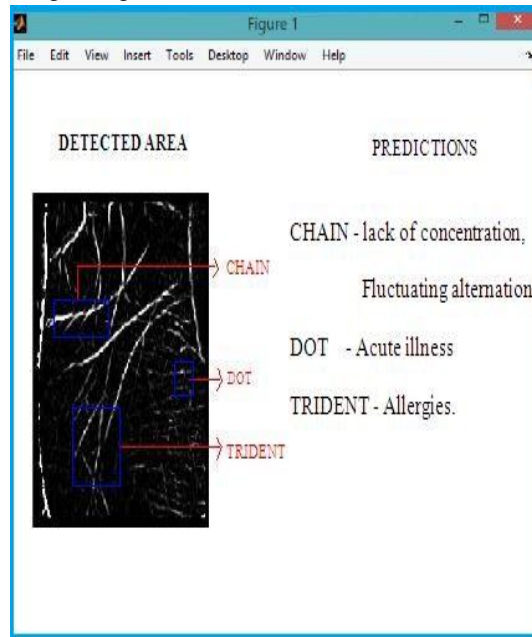 Figure 1
File Edit View Insert Tools Desktop Window Help
DETECTED AREA
PREDICTIONS
CHAIN - lack of concentration,
CHAIN
Fluctuating alternation
DOT - Acute illness
DOT
TRIDENT - Allergies.
TRIDENT